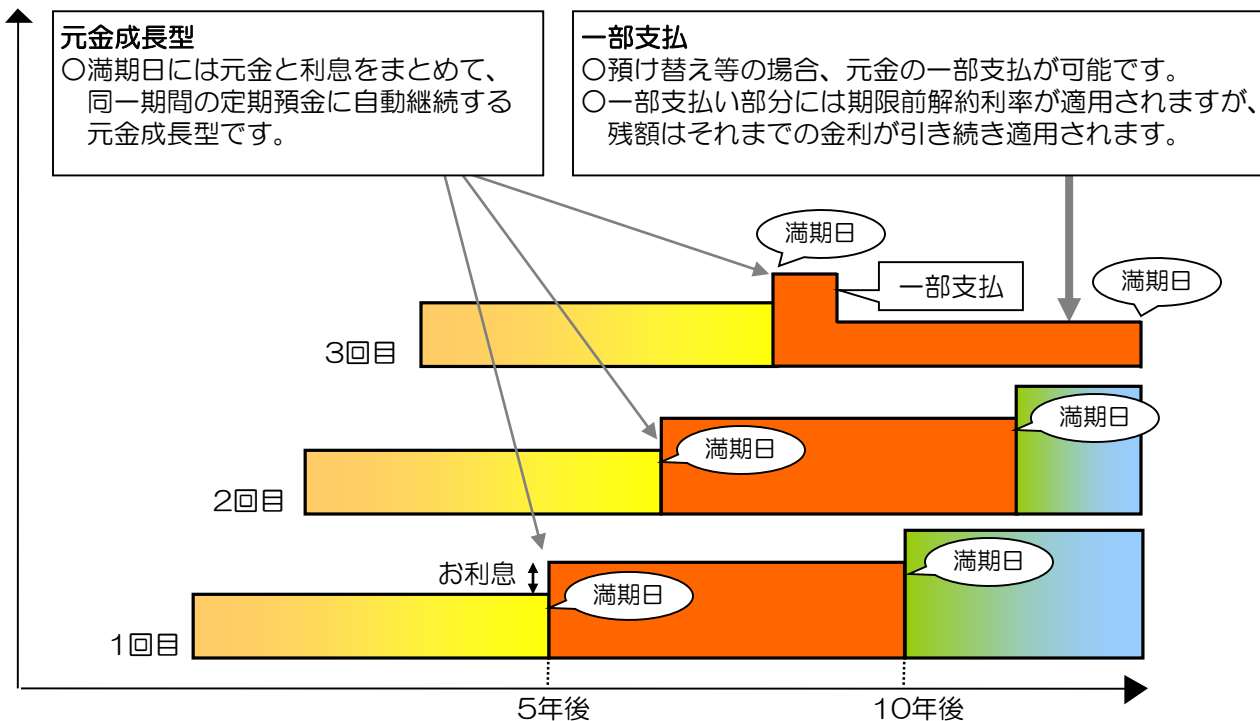 元金成長型
○満期日には元金と利息をまとめて、
同一期間の定期預金に自動継続する
元金成長型です。
一部支払
○預け替え等の場合、元金の一部支払が可能です。
○一部支払い部分には期限前解約利率が適用されますが、
残額はそれまでの金利が引き続き適用されます。
満期日
一部支払
満期日
3回目
満期日
満期日
2回目
お利息
満期日
満期日
1回目
5年後
10年後